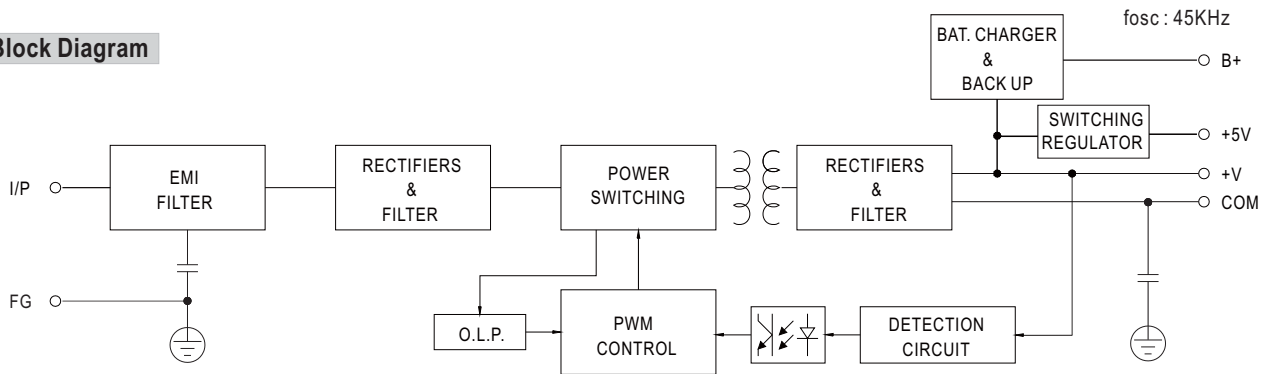 fosc : 45KHz
Block Diagram
BAT. CHARGER
&
BACK UP
B+
SWITCHING
REGULATOR
+5V
I/P
EMI
FILTER
RECTIFIERS
&
FILTER
POWER
SWITCHING
RECTIFIERS
&
FILTER
+V
COM
FG
O.L.P.
PWM
CONTROL
DETECTION
CIRCUIT